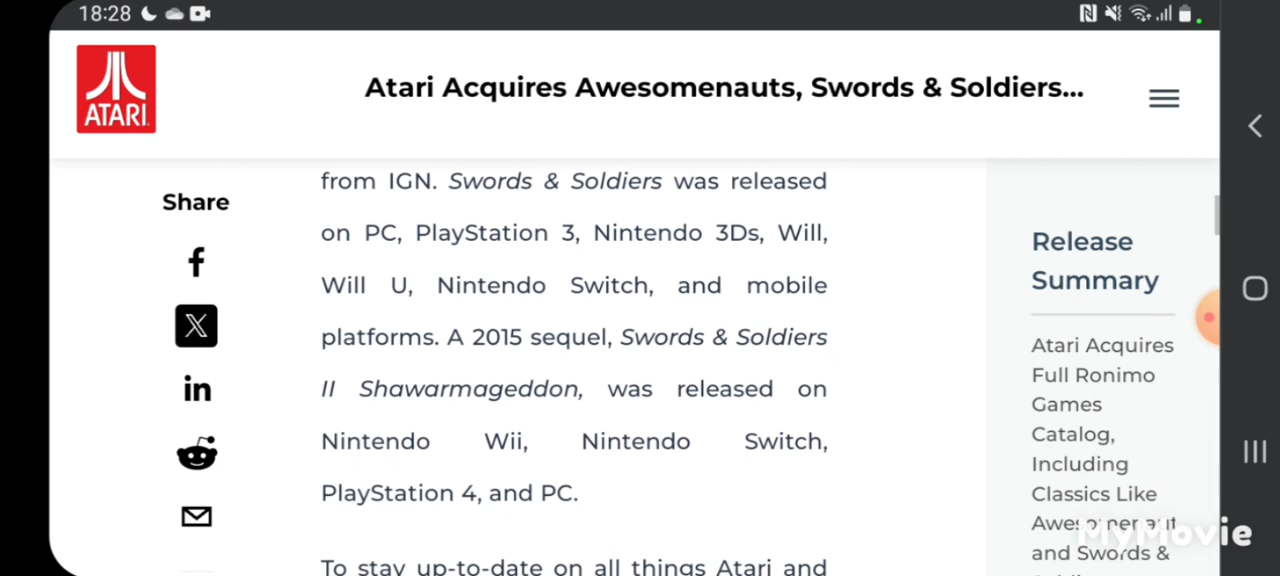 18:28
ATARI
Atari Acquires Awesomenauts, Swords & Soldiers...
Share
from IGN. Swords & Soldiers was released
on PC, PlayStation 3, Nintendo 3Ds, Will,
Will U, Nintendo Switch, and mobile
platforms. A 2015 sequel, Swords & Soldiers
II Shawarmageddon, was released on
Nintendo Wii, Nintendo Switch,
PlayStation 4, and PC.
To stay up-to-date on all things Atari and
Release
Summary
Atari Acquires
Full Ronimo
Games
Catalog,
Including
Classics Like
Awesomenaut
and Swords &
MyMovie